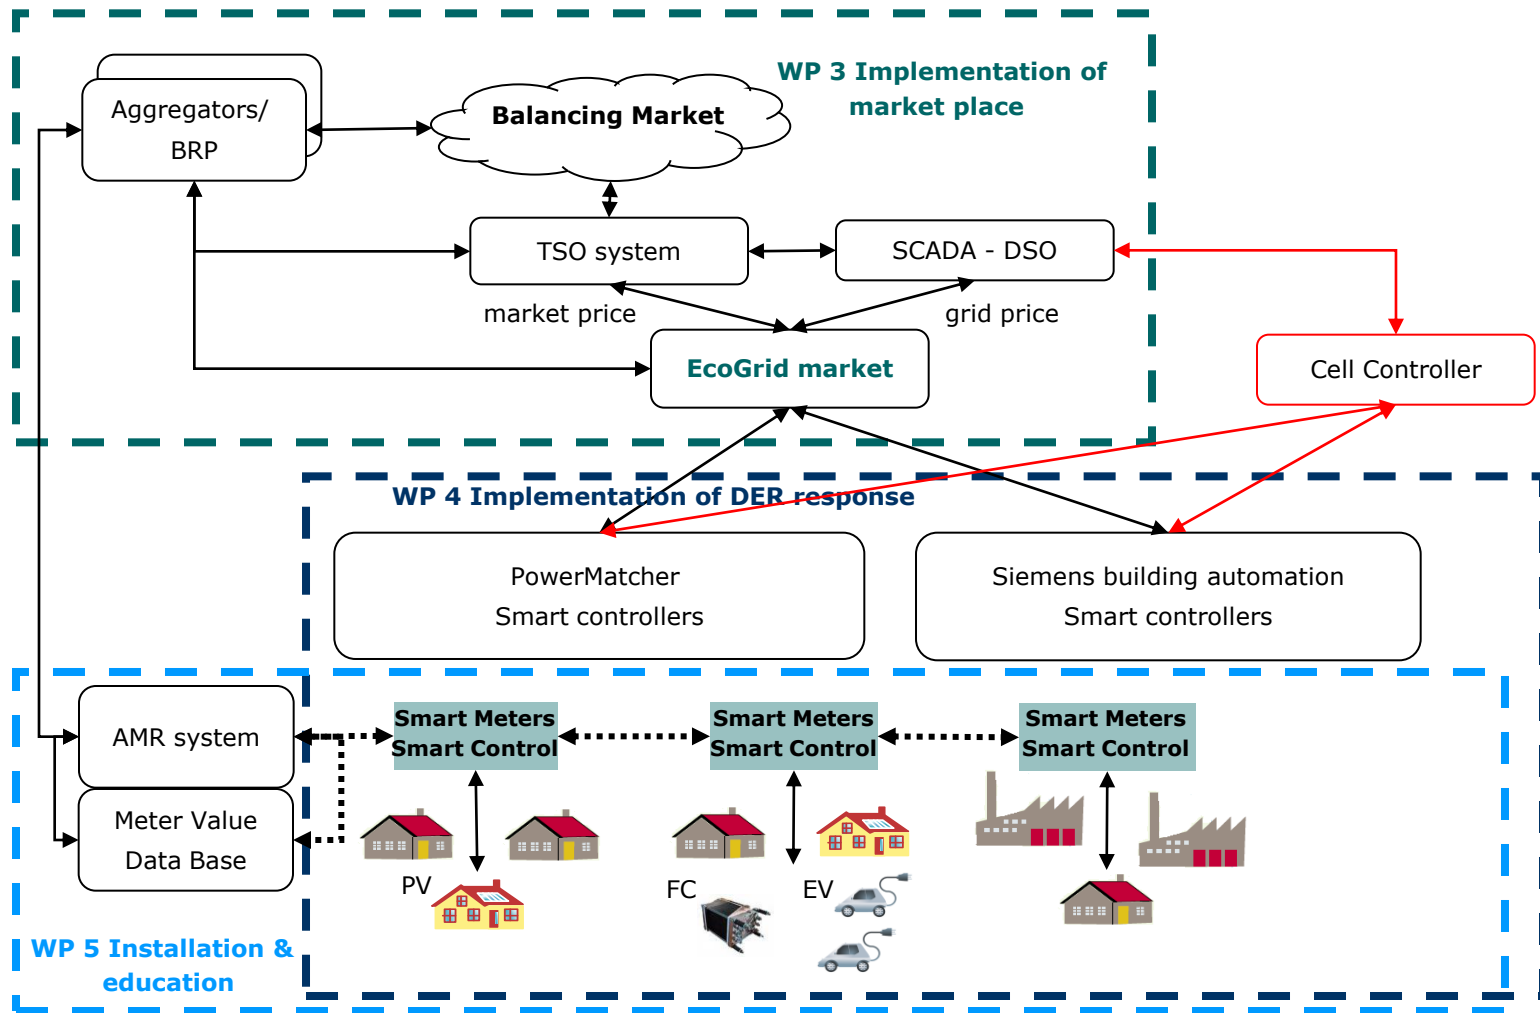 WP 3 Implementation of
market place
Aggregators/
BRP
Balancing Market
TSO system
SCADA - DSO
market price
grid price
EcoGrid market
Cell Controller
WP 4 Implementation of DER response
PowerMatcher
Smart controllers
Siemens building automation
Smart controllers
AMR system
Meter Value
Data Base
Smart Meters
Smart Control
Smart Meters
Smart Control
Smart Meters
Smart Control
PV
FC
EV
WP 5 Installation &
education